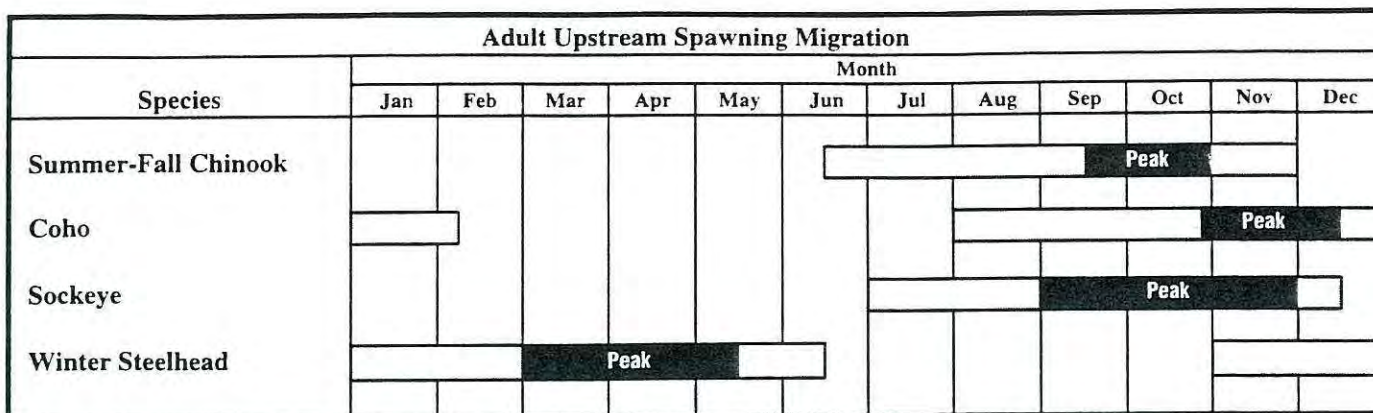 Adult Upstream Spawning Migration
Month
Species Jan Feb Mar Apr May Jun Jul Aug Sep Oct Nov Dec
Summer-Fall Chinook Peak
Coho Peak
Sockeye Peak
Winter Steelhead Peak